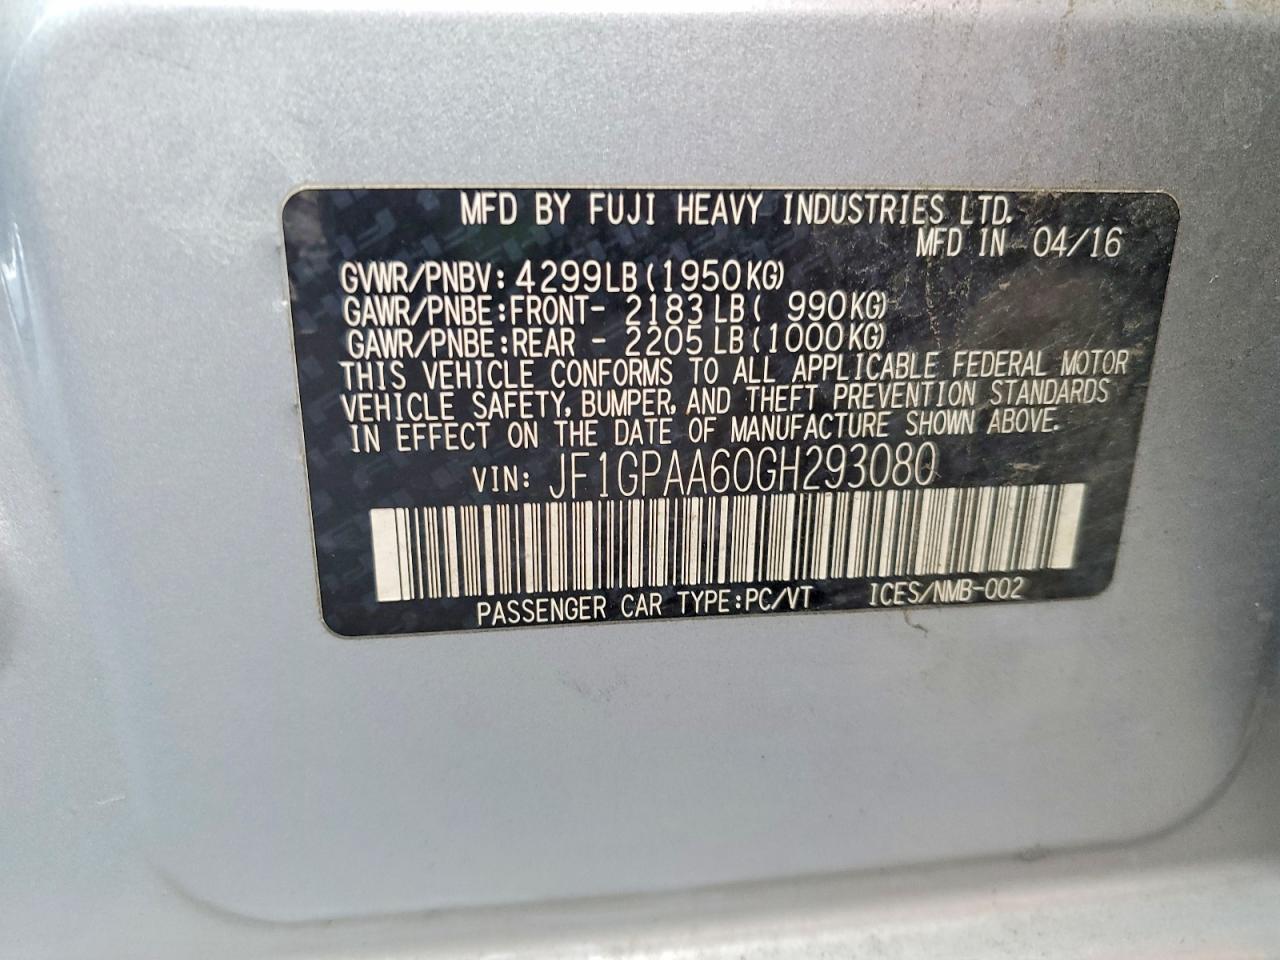 MFD BY FUJI HEAVY INDUSTRIES LTD.
MFD IN 04/16
GVWR/PNBV: 4299LB(1950KG)
GAWR/PNBE:FRONT- 2183LB( 990KG)
GAWR/PNBE:REAR - 2205LB(1000KG)
THIS VEHICLE CONFORMS TO ALL APPLICABLE FEDERAL MOTOR
VEHICLE SAFETY, BUMPER, AND THEFT PREVENTION STANDARDS
IN EFFECT ON THE DATE OF MANUFACTURE SHOWN ABOVE.
VIN: JF1GPAA60GH293080
PASSENGER CAR TYPE:PC/VT ICES/NMB-002